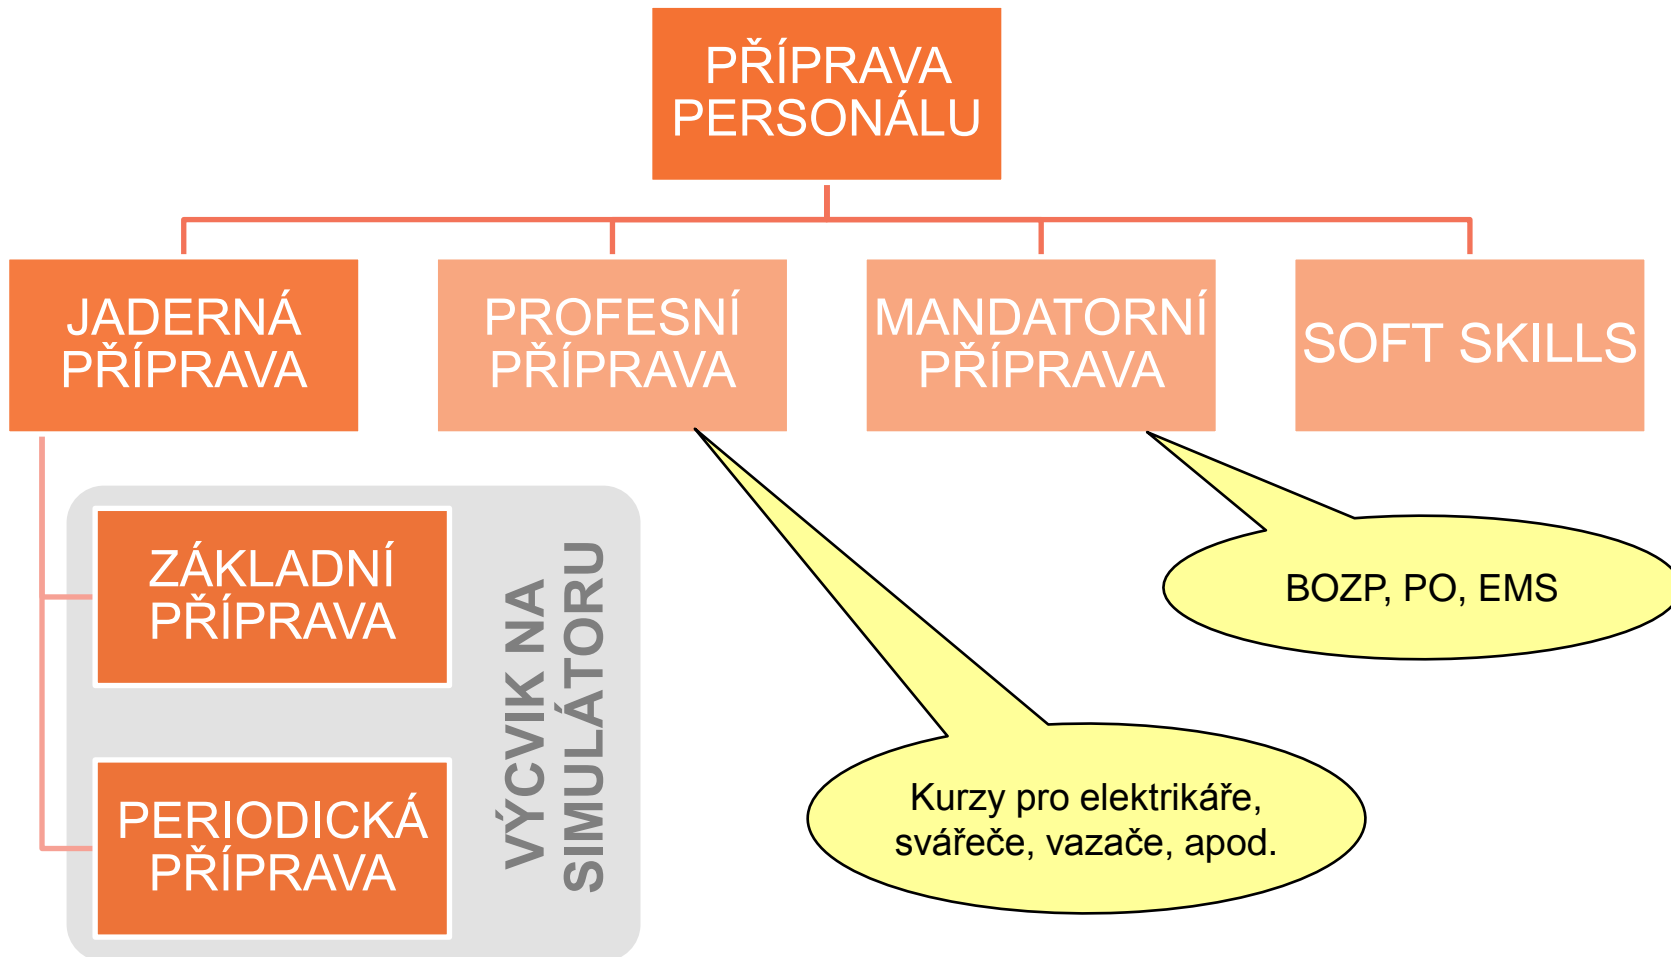 PŘÍPRAVA
PERSONÁLU
JADERNÁ
PŘÍPRAVA
PROFESNÍ
PŘÍPRAVA
MANDATORNÍ
PŘÍPRAVA
SOFT SKILLS
ZÁKLADNÍ
PŘÍPRAVA
PERIODICKÁ
PŘÍPRAVA
VÝCVIK NA
SIMULÁTORU
BOZP, PO, EMS
Kurzy pro elektrikáře,
svářeče, vazače, apod.